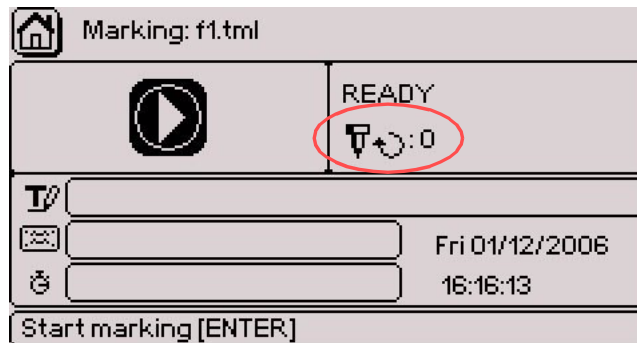 Marking: f1.tml
READY
:0
Fri 01/12/2006
16:16:13
Start marking [ENTER]